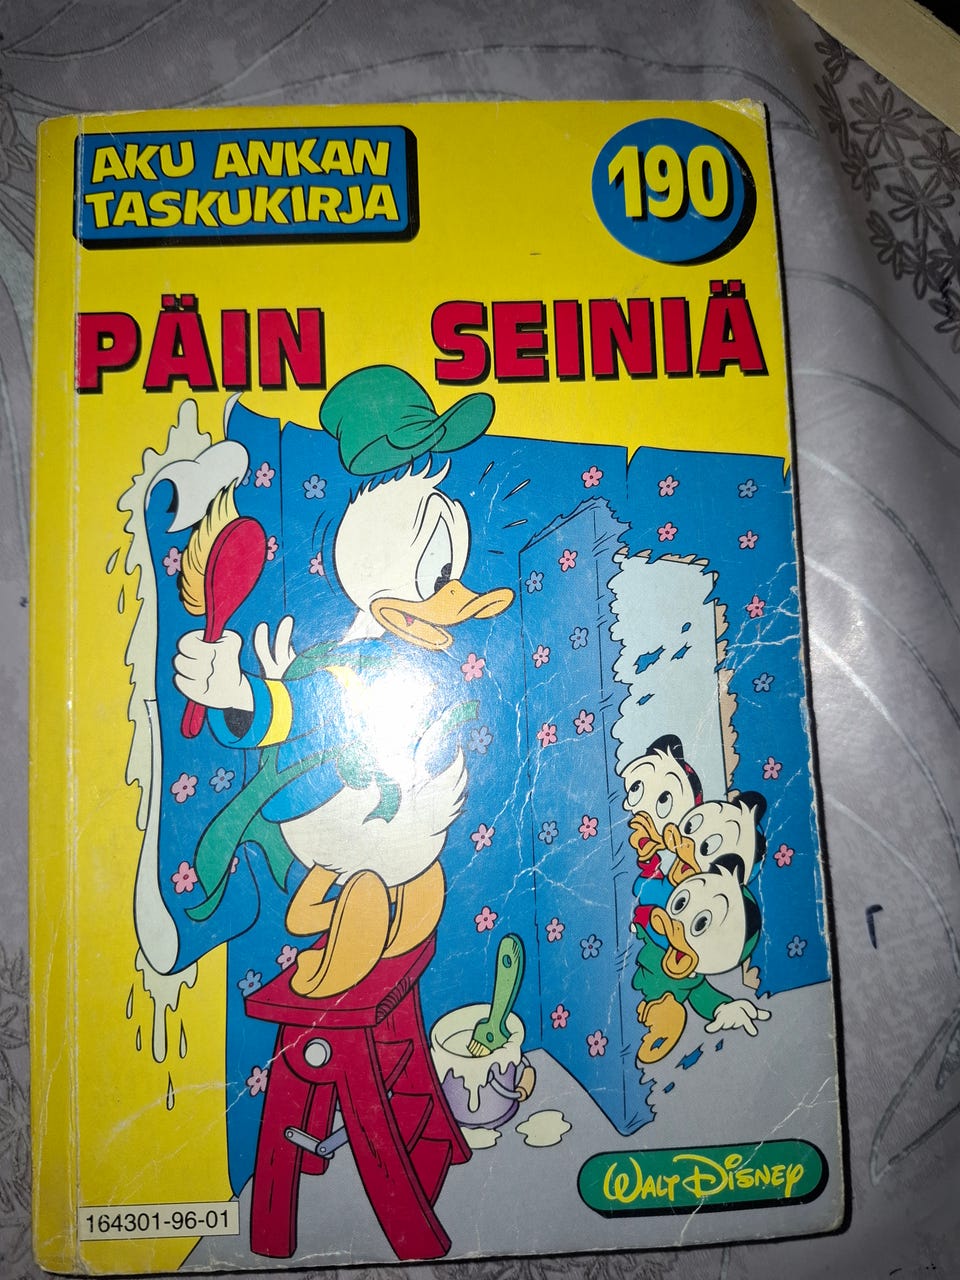 AKU ANKAN
TASKUKIRJA
190
PÄIN SEINIÄ
WALT DISNEY
164301-96-01